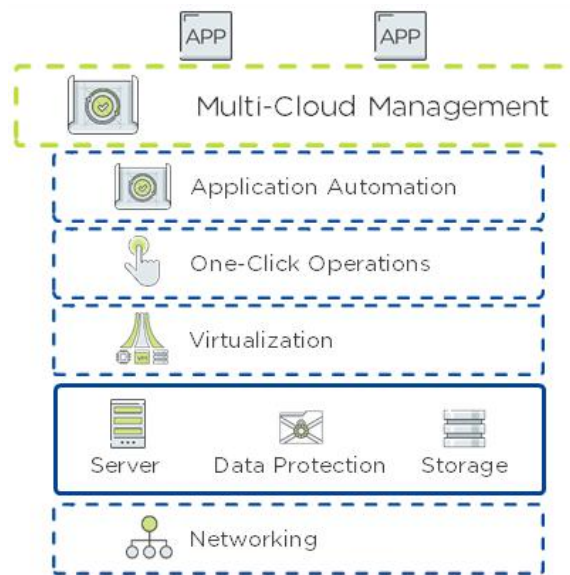 APP APP
Multi-Cloud Management
Application Automation
One-Click Operations
Virtualization
Server Data Protection Storage
Networking